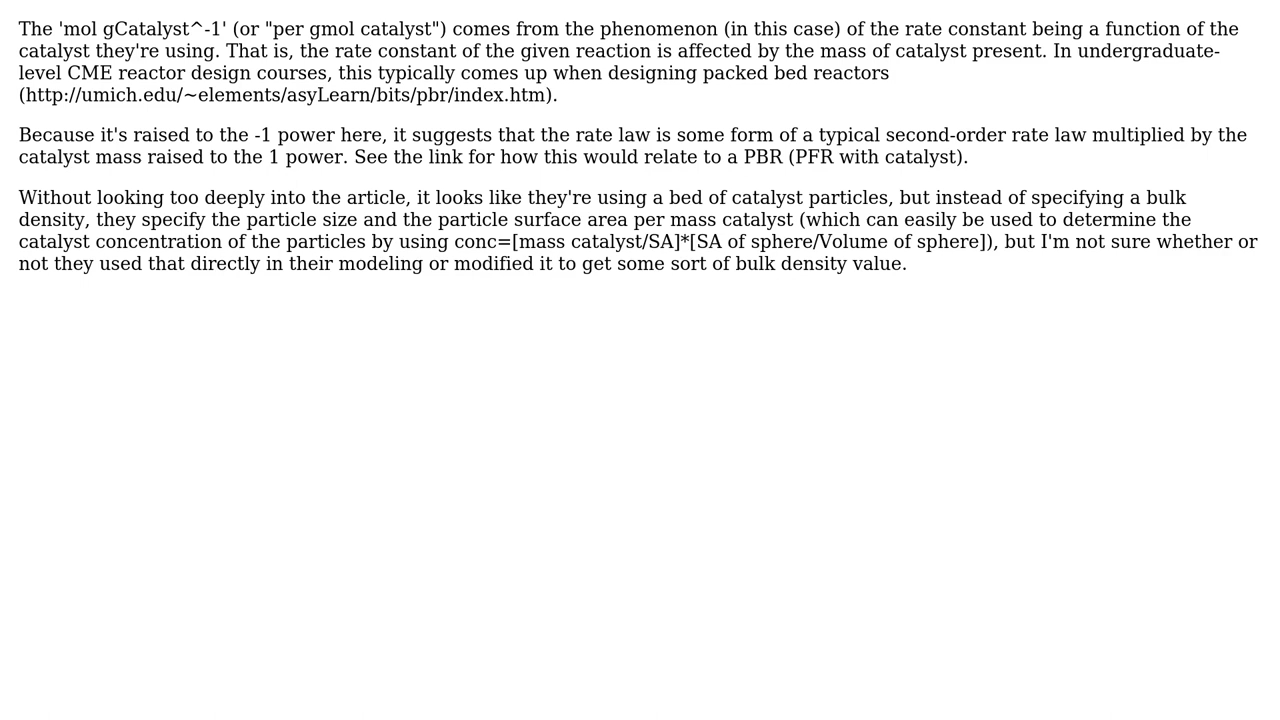 The 'mol gCatalyst^-1' (or "per gmol catalyst") comes from the phenomenon (in this case) of the rate constant being a function of the
catalyst they're using. That is, the rate constant of the given reaction is affected by the mass of catalyst present. In undergraduate-
level CME reactor design courses, this typically comes up when designing packed bed reactors
(http://umich.edu/~elements/asyLearn/bits/pbr/index.htm).
Because it's raised to the -1 power here, it suggests that the rate law is some form of a typical second-order rate law multiplied by the
catalyst mass raised to the 1 power. See the link for how this would relate to a PBR (PFR with catalyst).
Without looking too deeply into the article, it looks like they're using a bed of catalyst particles, but instead of specifying a bulk
density, they specify the particle size and the particle surface area per mass catalyst (which can easily be used to determine the
catalyst concentration of the particles by using conc=[mass catalyst/SA]*[SA of sphere/Volume of sphere]), but I'm not sure whether or
not they used that directly in their modeling or modified it to get some sort of bulk density value.